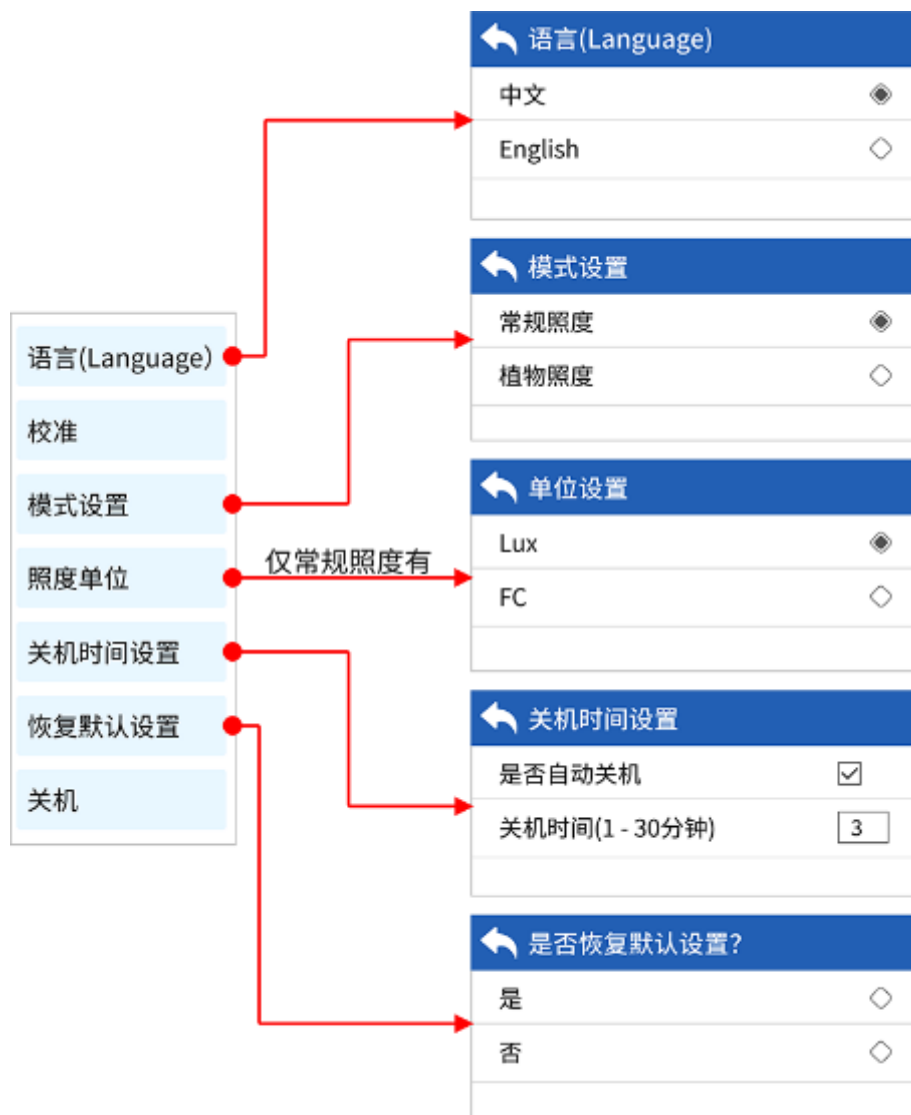 语言(Language)
校准
模式设置
照度单位
关机时间设置
恢复默认设置
关机
仅常规照度有
语言(Language)
中文
English
模式设置
常规照度
植物照度
单位设置
Lux
FC
关机时间设置
是否自动关机
关机时间(1 - 30分钟) 3
是否恢复默认设置?
是
否